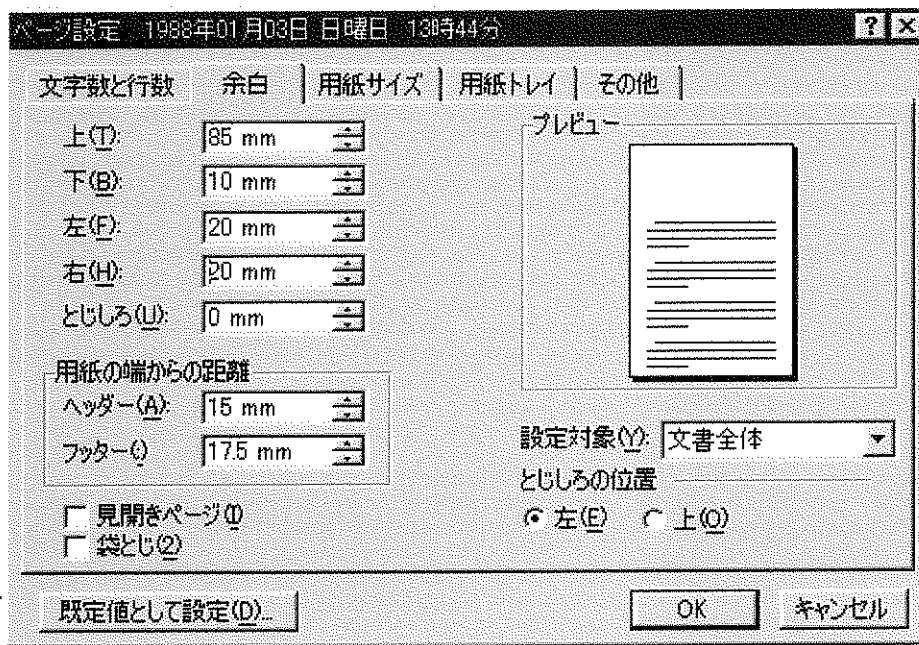 ページ設定 1988年01月03日 日曜日 13時44分
文字数と行数 余白 用紙サイズ 用紙トレイ その他
上(T): 85 mm
下(B): 10 mm
左(F): 20 mm
右(H): 20 mm
とじしろ(U): 0 mm
プレビュー
用紙の端からの距離
ヘッダー(A): 15 mm
フッター(-) 17.5 mm
設定対象(Y): 文書全体
とじしろの位置
左(E) 上(O)
見開きページ(I)
袋とじ(2)
既定値として設定(D)... OK キャンセル